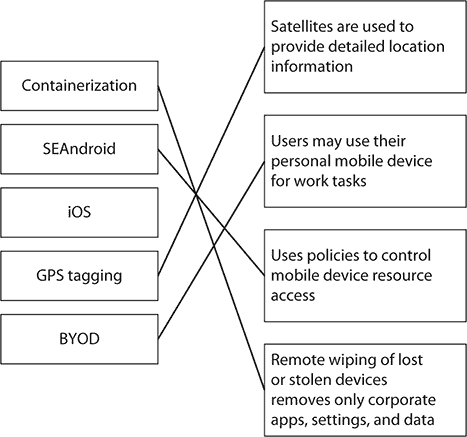 Containerization
SEAndroid
iOS
GPS tagging
BYOD
Satellites are used to
provide detailed location
information
Users may use their
personal mobile device
for work tasks
Uses policies to control
mobile device resource
access
Remote wiping of lost
or stolen devices
removes only corporate
apps, settings, and data